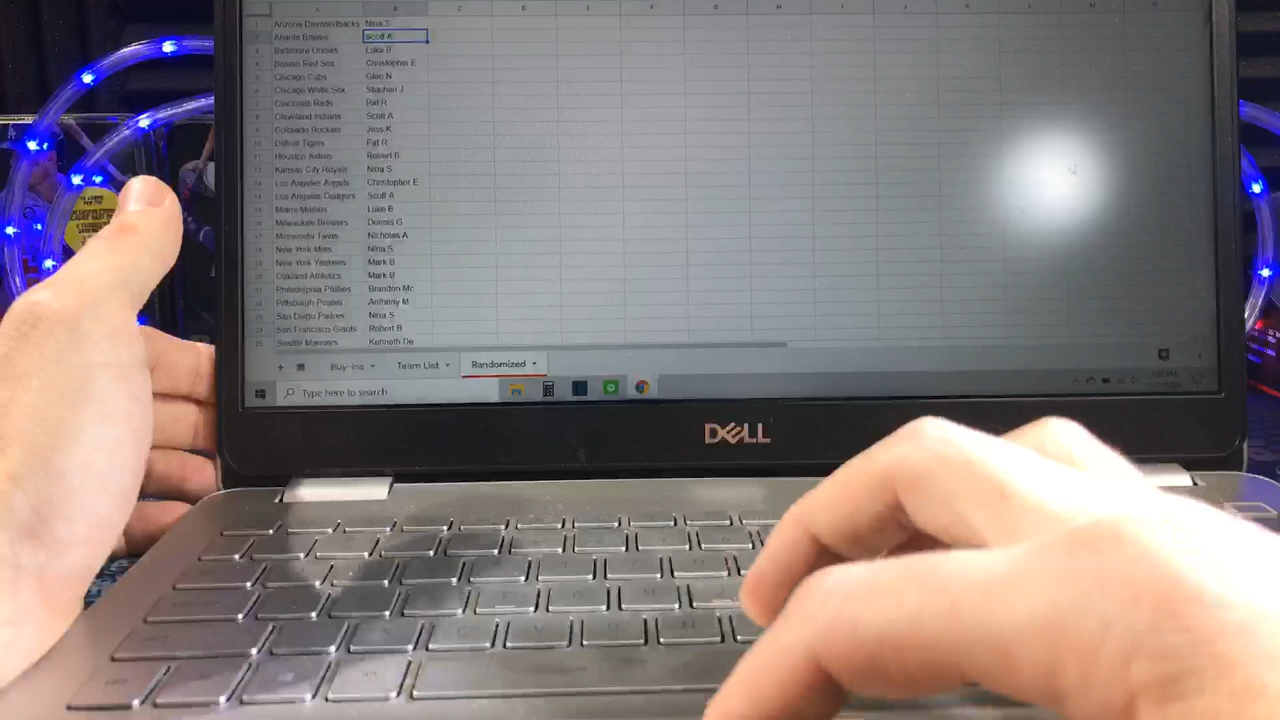 Arizona Diamondbacks Nina S
Atlanta Braves Scott A
Baltimore Orioles Luke B
Boston Red Sox Christopher E
Chicago Cubs Glen N
Chicago White Sox Stephen J
Cincinnati Reds Pat R
Cleveland Indians Scott A
Colorado Rockies Jess K
Detroit Tigers Pat R
Houston Astros Robert B
Kansas City Royals Nina S
Los Angeles Angels Christopher E
Los Angeles Dodgers Scott A
Miami Marlins Luke B
Milwaukee Brewers Dennis G
Minnesota Twins Nicholas A
New York Mets Nina S
New York Yankees Mark B
Oakland Athletics Mark B
Philadelphia Phillies Brandon Mc
Pittsburgh Pirates Anthony M
San Diego Padres Nina S
San Francisco Giants Robert B
Seattle Mariners Kenneth De
Buy-Ins Team List Randomized
Type here to search
DELL